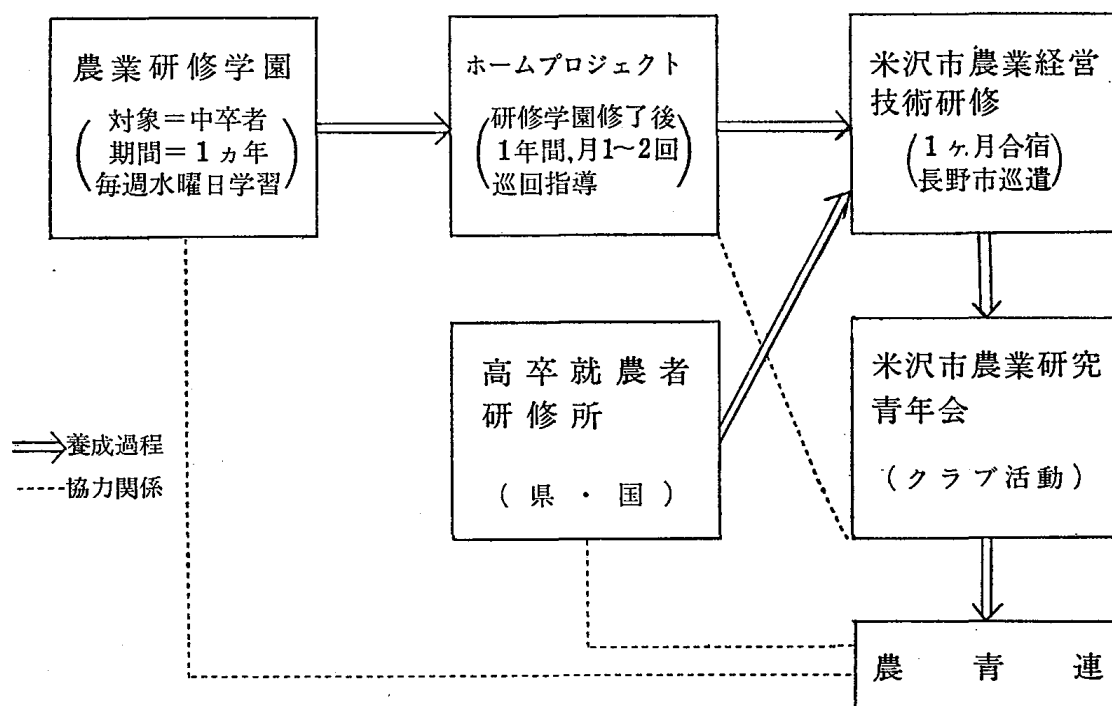 農業研修学園
対象=中卒者
期間=1ヵ年
毎週水曜日学習
ホームプロジェクト
研修学園修了後
1年間,月1~2回
巡回指導
米沢市農業経営
技術研修
1ヶ月合宿
長野市巡遣
高卒就農者
研修所
(県・国)
米沢市農業研究
青年会
(クラブ活動)
養成過程
協力関係
農青連